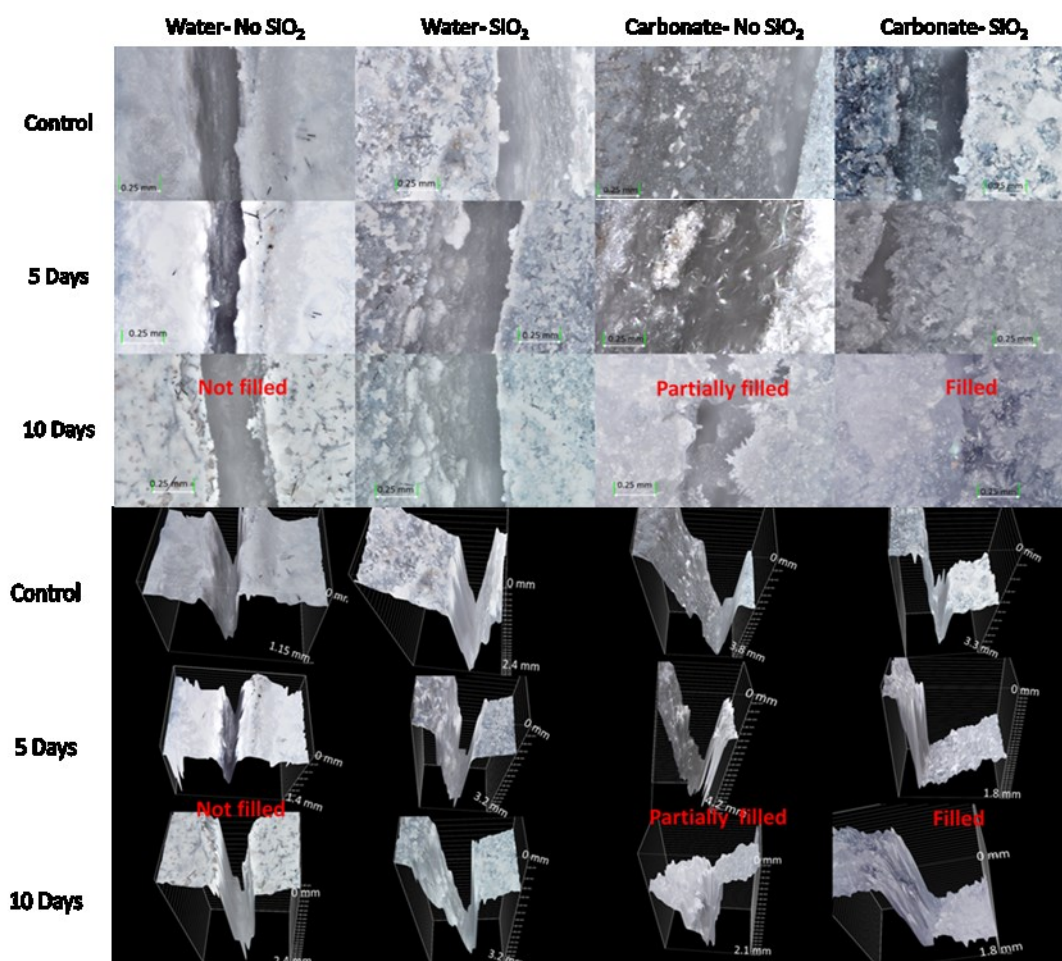 Water- No SiO₂ Water- SiO₂ Carbonate- No SiO₂ Carbonate- SiO₂
Control
0.25 mm 0.25 mm 0.25 mm 0.25 mm
5 Days
0.25 mm 0.25 mm 0.25 mm 0.25 mm
Not filled Partially filled Filled
10 Days
0.25 mm 0.25 mm 0.25 mm 0.25 mm
Control
0 mr. 0 mm 0 mm 0 mm
1.15 mm 2.4 mm 3.8 mm 3.3 mm
5 Days
0 mm 0 mm 0 mm 0 mm
1.4 mm 3.2 mm 4.2 mr. 1.8 mm
Not filled Partially filled Filled
10 Days
0 mm 0 mm 0 mm 0 mm
2.4 mm 3.2 mm 2.1 mm 1.8 mm